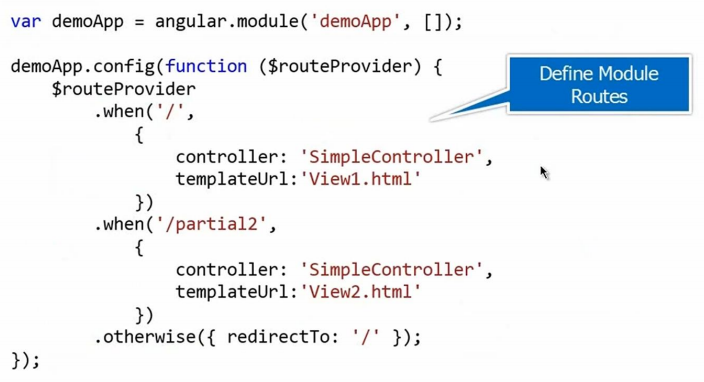 var demoApp = angular.module('demoApp', []);
demoApp.config(function ($routeProvider) {
$routeProvider
.when('/',
{
controller: 'SimpleController',
templateUrl:'View1.html'
})
.when('/partial2',
{
controller: 'SimpleController',
templateUrl:'View2.html'
})
.otherwise({ redirectTo: '/' });
});
Define Module
Routes